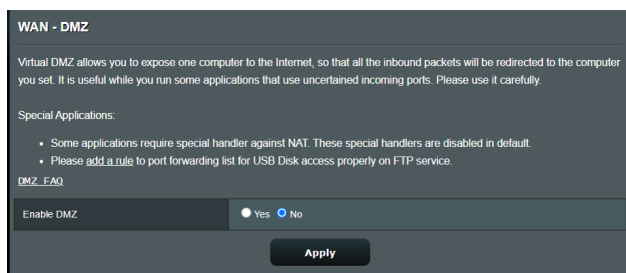 WAN - DMZ
Virtual DMZ allows you to expose one computer to the Internet, so that all the inbound packets will be redirected to the computer
you set. It is useful while you run some applications that use uncertained incoming ports. Please use it carefully.
Special Applications:
• Some applications require special handler against NAT. These special handlers are disabled in default.
• Please add a rule to port forwarding list for USB Disk access properly on FTP service.
DMZ FAQ
Enable DMZ Yes No
Apply